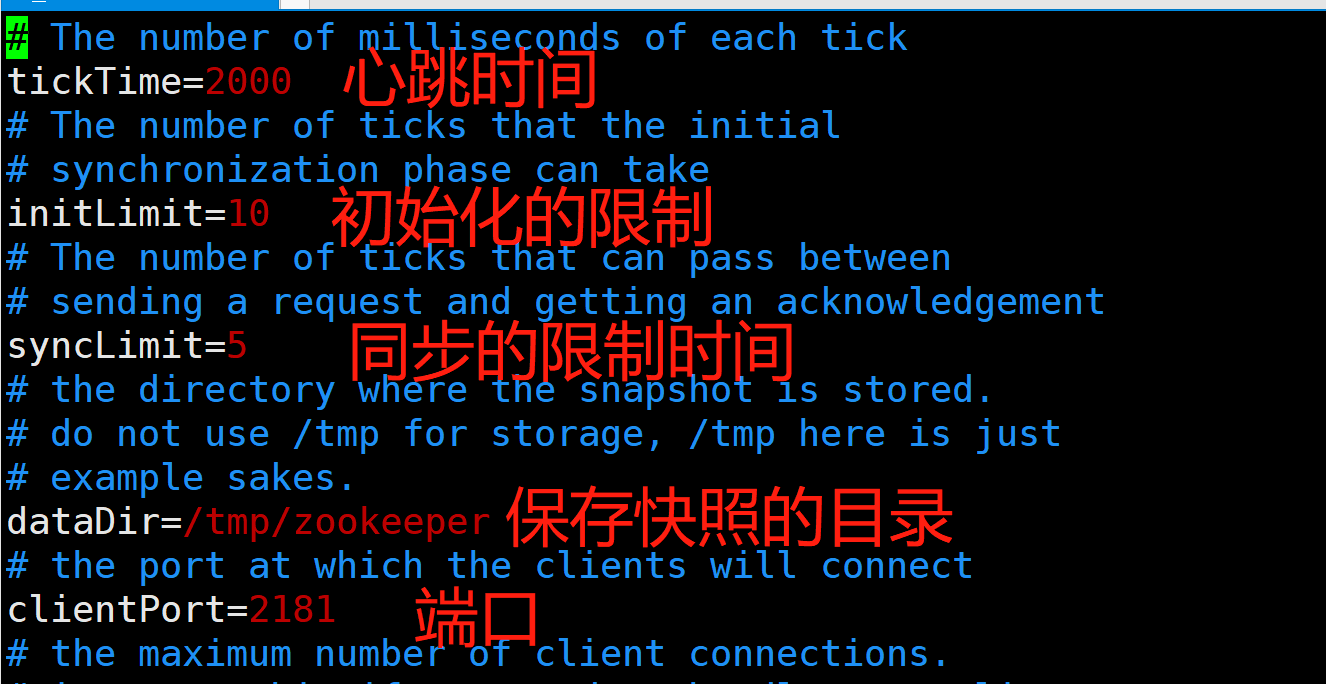 # The number of milliseconds of each tick
tickTime=2000 心跳时间
# The number of ticks that the initial
# synchronization phase can take
initLimit=10 初始化的限制
# The number of ticks that can pass between
# sending a request and getting an acknowledgement
syncLimit=5 同步的限制时间
# the directory where the snapshot is stored.
# do not use /tmp for storage, /tmp here is just
# example sakes.
dataDir=/tmp/zookeeper 保存快照的目录
# the port at which the clients will connect
clientPort=2181 端口
# the maximum number of client connections.